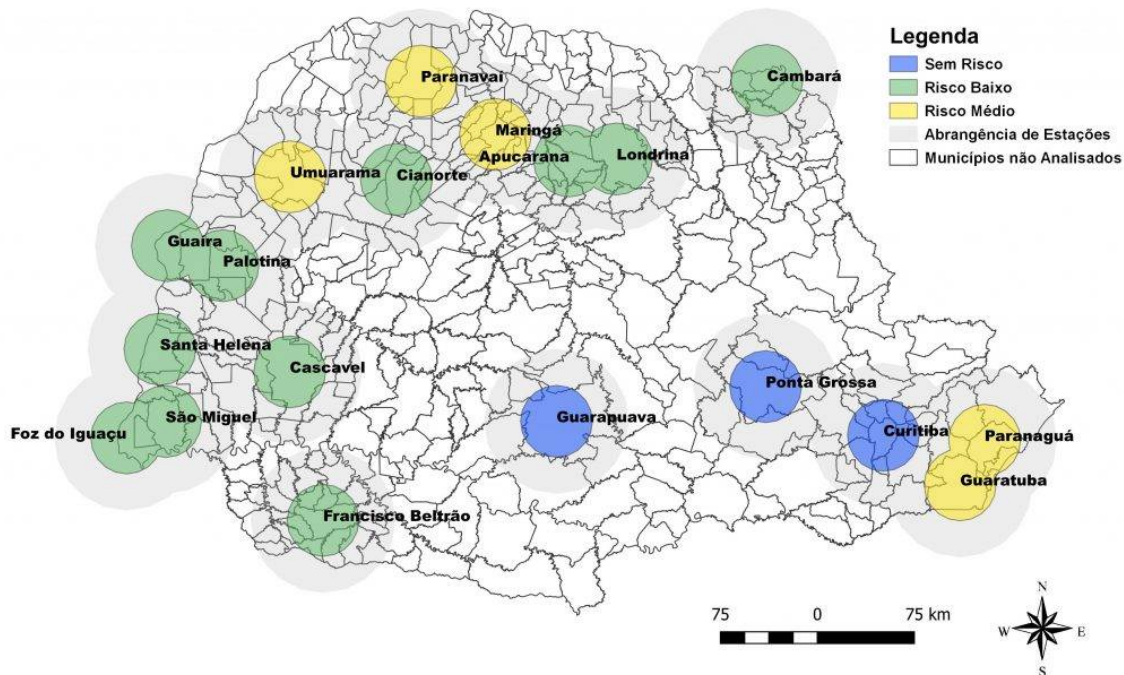 Legenda
Sem Risco
Risco Baixo
Risco Médio
Abrangência de Estações
Municípios não Analisados
Paranavai
Cambará
Maringá
Apucarana
Londrina
Umuarama
Cianorte
Guaira
Palotina
Santa Helena
Cascavel
Ponta Grossa
São Miguel
Guarapuava
Foz do Iguaçu
Curitiba
Paranaguá
Guaratuba
Francisco Beltrão
75 0 75 km
N
W E
S